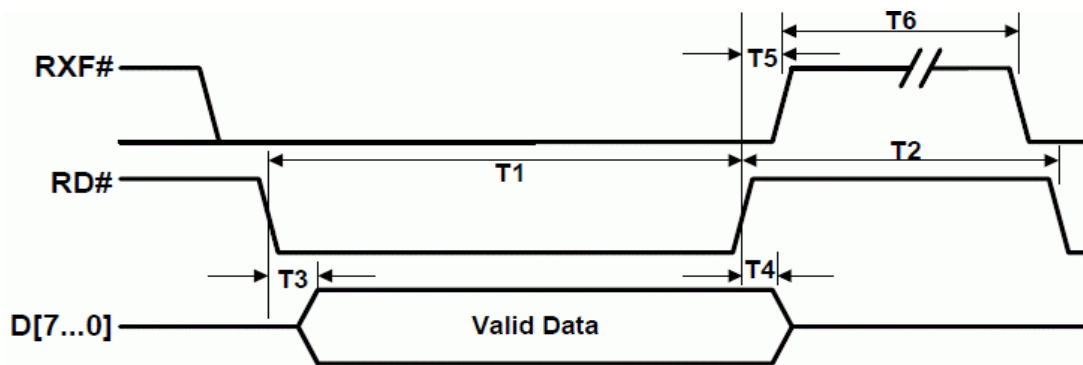 T6
RXF#
T5
T1
T2
RD#
T3
T4
D[7...0]
Valid Data